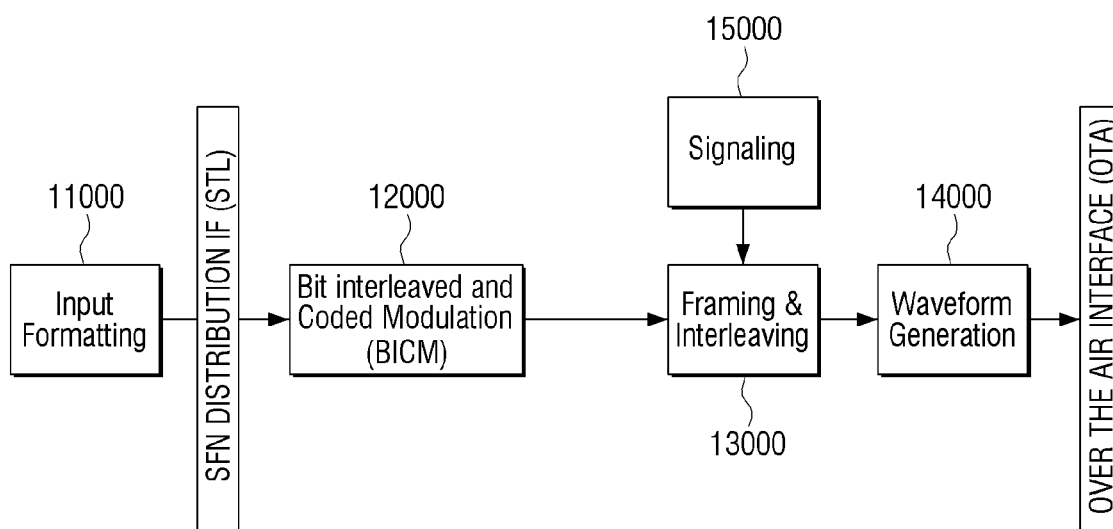 15000
Signaling
11000
Input
Formatting
SFN DISTRIBUTION IF (STL)
12000
Bit interleaved and
Coded Modulation
(BICM)
Framing &
Interleaving
13000
14000
Waveform
Generation
OVER THE AIR INTERFACE (OTA)